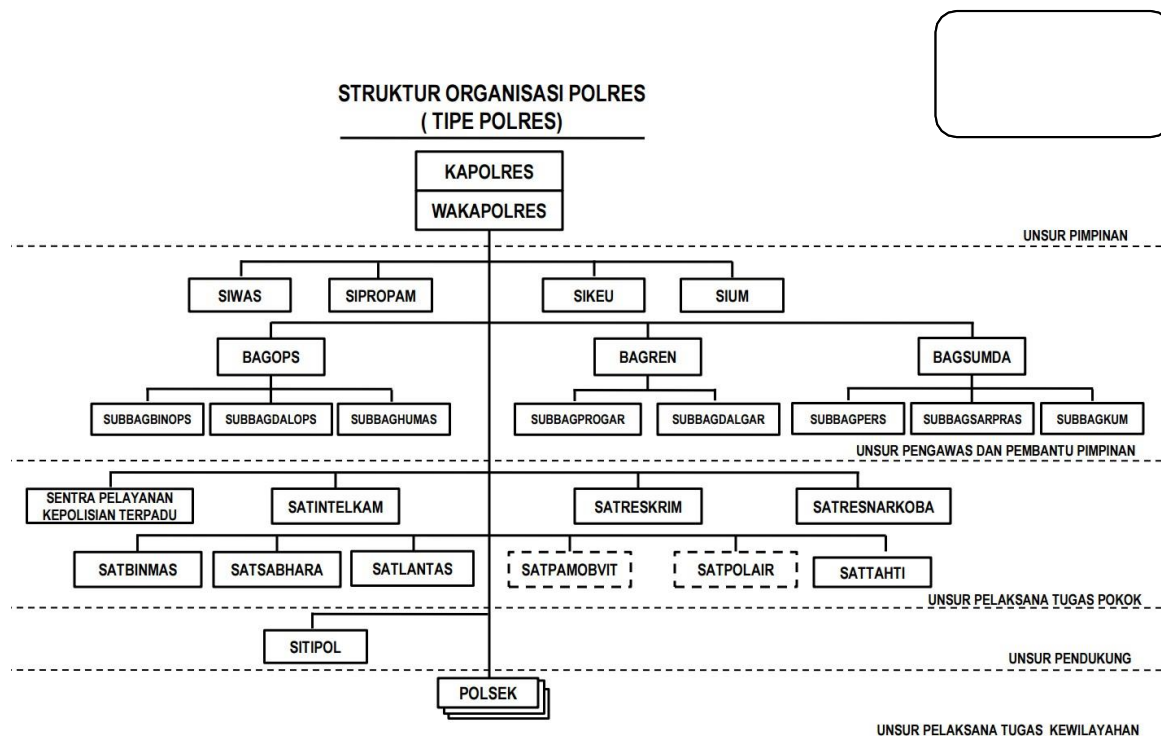 STRUKTUR ORGANISASI POLRES
( TIPE POLRES)
KAPOLRES
WAKAPOLRES
UNSUR PIMPINAN
SIWAS
SIPROPAM
SIKEU
SIUM
BAGOPS
BAGREN
BAGSUMDA
SUBBAGBINOPS
SUBBAGDALOPS
SUBBAGHUMAS
SUBBAGPROGAR
SUBBAGDALGAR
SUBBAGPERS
SUBBAGSARPRAS
SUBBAGKUM
UNSUR PENGAWAS DAN PEMBANTU PIMPINAN
SENTRA PELAYANAN
KEPOLISIAN TERPADU
SATINTELKAM
SATRESKRIM
SATRESNARKOBA
SATBINMAS
SATSABHARA
SATLANTAS
SATPAMOBVIT
SATPOLAIR
SATTAHTI
UNSUR PELAKSANA TUGAS POKOK
SITIPOL
UNSUR PENDUKUNG
POLSEK
UNSUR PELAKSANA TUGAS KEWILAYAHAN